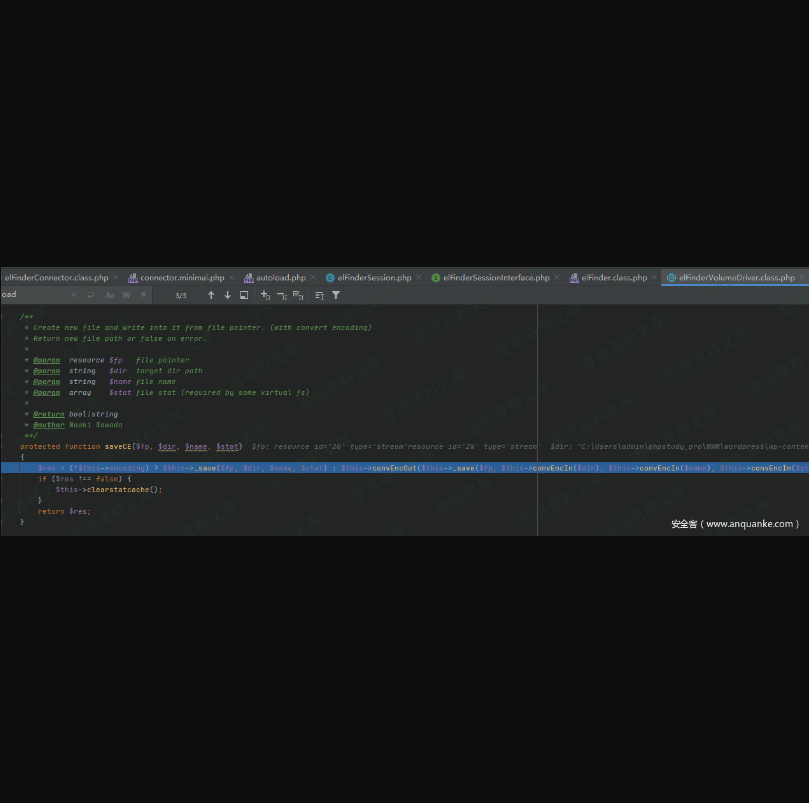 elFinderConnector.class.php × connector.minimal.php × autoload.php × elFinderSession.php × elFinderSessionInterface.php × elFinder.class.php × elFinderVolumeDriver.class.php ×
oad × Aa W .* 3/3
/**
* Create new file and write into it from file pointer. (with convert encoding)
* Return new file path or false on error.
*
* @param resource $fp file pointer
* @param string $dir target dir path
* @param string $name file name
* @param array $stat file stat (required by some virtual fs)
*
* @return bool|string
* @author Naoki Sawada
**/
protected function saveCE($fp, $dir, $name, $stat) $fp: resource id='28' type='stream'resource id='28' type='stream' $dir: "C:\Users\admin\phpstudy_pro\WWW\wordpress\wp-conten
{
$res = (!$this->encoding) ? $this->_save($fp, $dir, $name, $stat) : $this->convEncOut($this->_save($fp, $this->convEncIn($dir), $this->convEncIn($name), $this->convEncIn($st
if ($res !== false) {
$this->clearstatcache();
}
return $res;
}
安全客（www.anquanke.com）